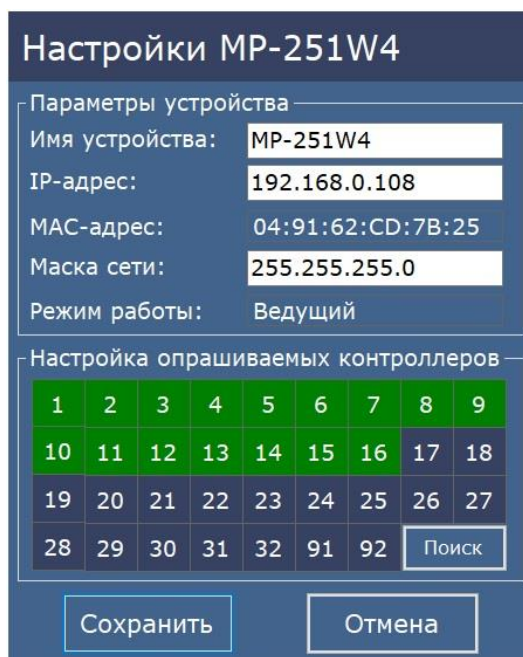 Настройки MP-251W4
Параметры устройства
Имя устройства: MP-251W4
IP-адрес: 192.168.0.108
MAC-адрес: 04:91:62:CD:7B:25
Маска сети: 255.255.255.0
Режим работы: Ведущий
Настройка опрашиваемых контроллеров
1 2 3 4 5 6 7 8 9
10 11 12 13 14 15 16 17 18
19 20 21 22 23 24 25 26 27
28 29 30 31 32 91 92 Поиск
Сохранить Отмена